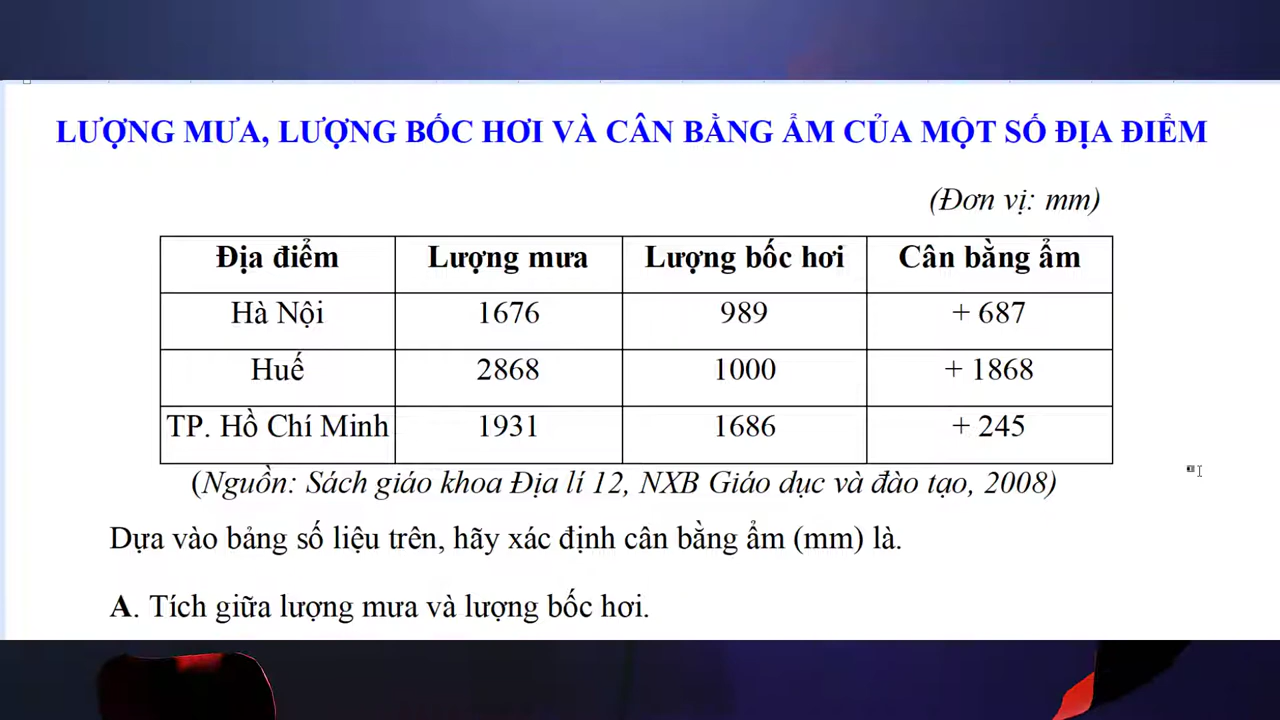 LƯỢNG MƯA, LƯỢNG BỐC HƠI VÀ CÂN BẰNG ẨM CỦA MỘT SỐ ĐỊA ĐIỂM
(Đơn vị: mm)
Địa điểm Lượng mưa Lượng bốc hơi Cân bằng ẩm
Hà Nội 1676 989 + 687
Huế 2868 1000 + 1868
TP. Hồ Chí Minh 1931 1686 + 245
(Nguồn: Sách giáo khoa Địa lí 12, NXB Giáo dục và đào tạo, 2008)
Dựa vào bảng số liệu trên, hãy xác định cân bằng ẩm (mm) là.
A. Tích giữa lượng mưa và lượng bốc hơi.